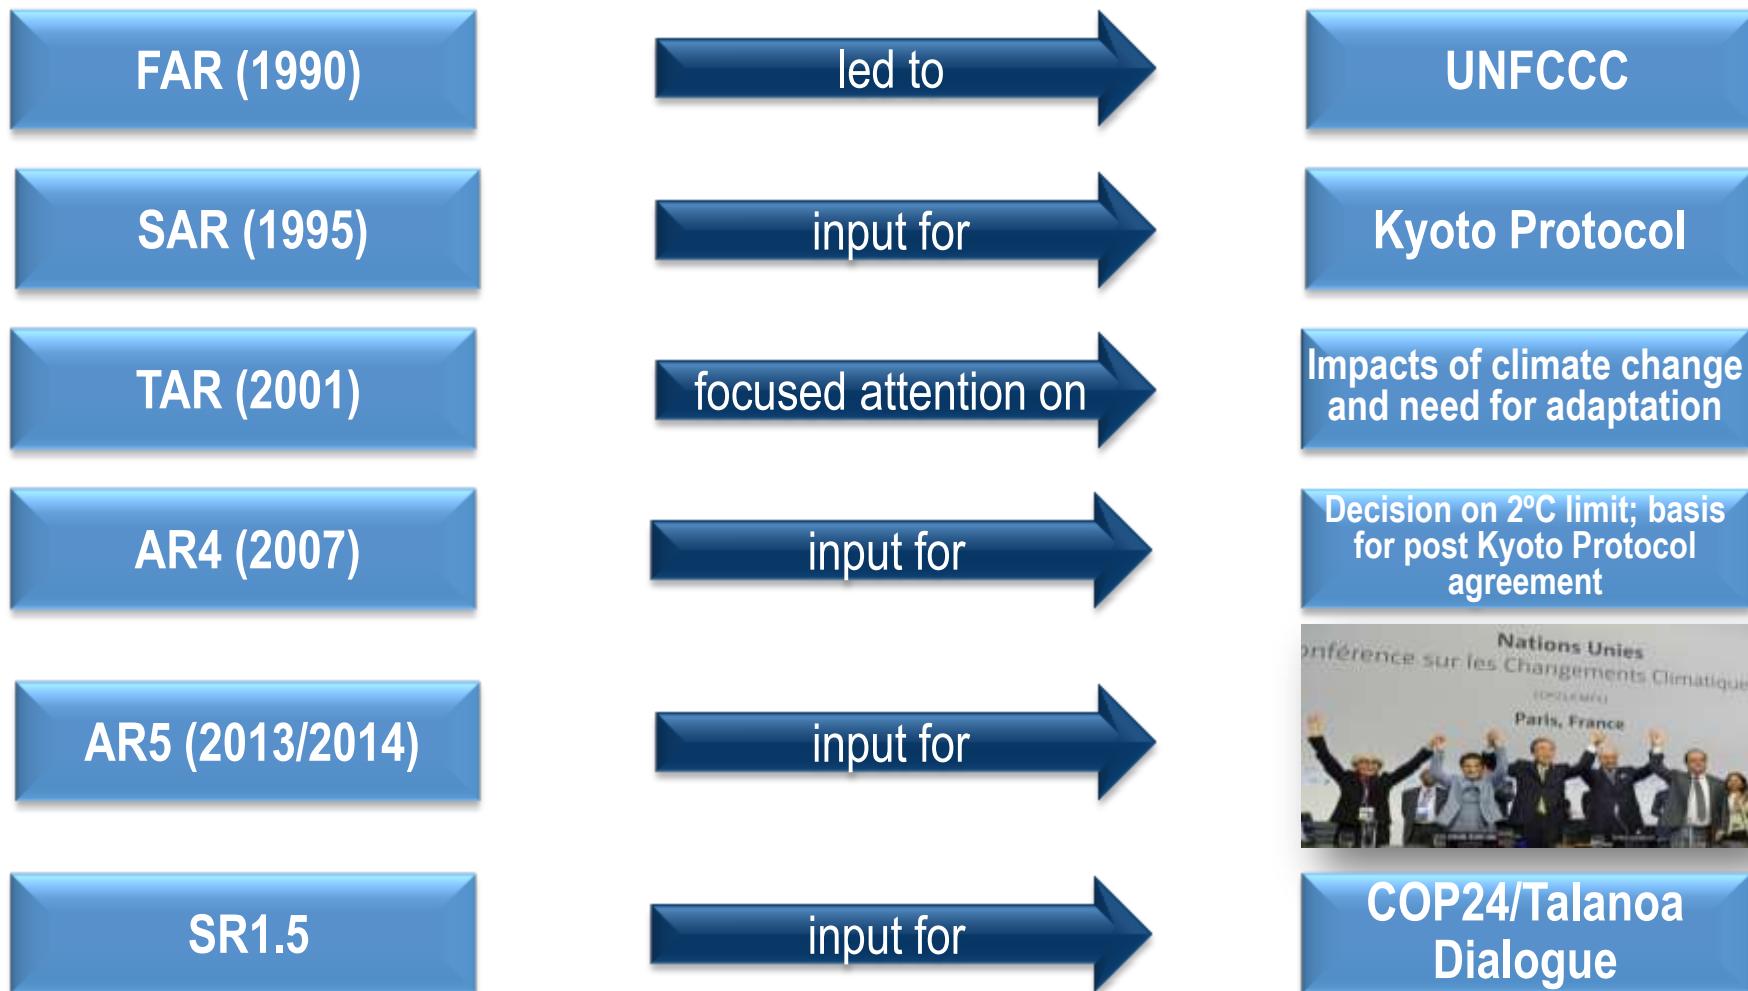 FAR (1990)
led to
UNFCCC
SAR (1995)
input for
Kyoto Protocol
TAR (2001)
focused attention on
Impacts of climate change
and need for adaptation
AR4 (2007)
input for
Decision on 2ºC limit; basis
for post Kyoto Protocol
agreement
AR5 (2013/2014)
input for
Nations Unies
onférence sur les Changements Climatique
Paris, France
SR1.5
input for
COP24/Talanoa
Dialogue